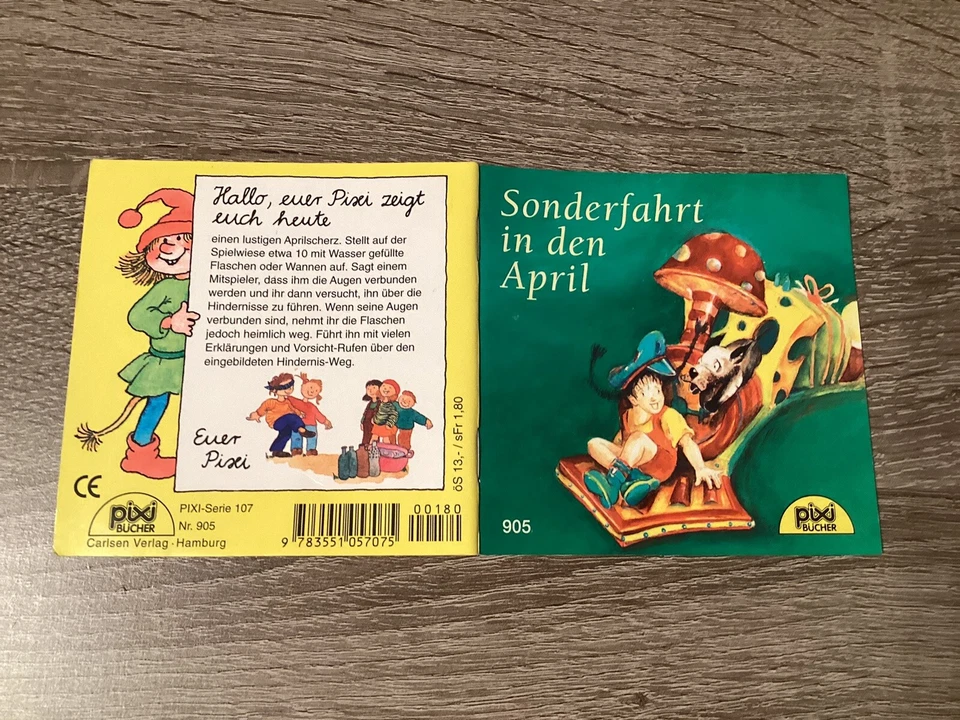 Hallo, euer Pixi zeigt
euch heute
einen lustigen Aprilscherz. Stellt auf der
Spielwiese etwa 10 mit Wasser gefüllte
Flaschen oder Wannen auf. Sagt einem
Mitspieler, dass ihm die Augen verbunden
werden und ihr dann versucht, ihn über die
Hindernisse zu führen. Wenn seine Augen
verbunden sind, nehmt ihr die Flaschen
jedoch heimlich weg. Führt ihn mit vielen
Erklärungen und Vorsicht-Rufen über den
eingebildeten Hindernis-Weg.
Euer
Pixi
öS 13,- / sFr 1,80
CE
pixi
BÜCHER
Carlsen Verlag · Hamburg
PIXI-Serie 107
Nr. 905
9 783551 057075
00180
Sonderfahrt
in den
April
905
pixi
BÜCHER